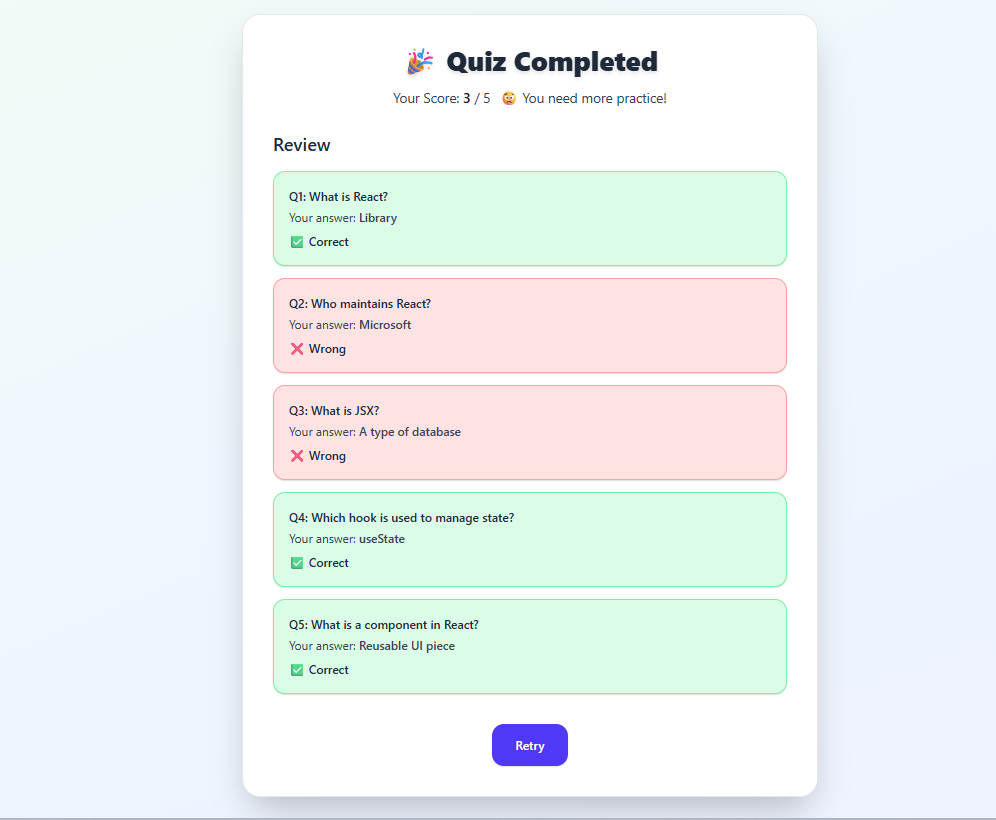 🎉 Quiz Completed
Your Score: 3 / 5 😥 You need more practice!
Review
Q1: What is React?
Your answer: Library
✅ Correct
Q2: Who maintains React?
Your answer: Microsoft
❌ Wrong
Q3: What is JSX?
Your answer: A type of database
❌ Wrong
Q4: Which hook is used to manage state?
Your answer: useState
✅ Correct
Q5: What is a component in React?
Your answer: Reusable UI piece
✅ Correct
Retry